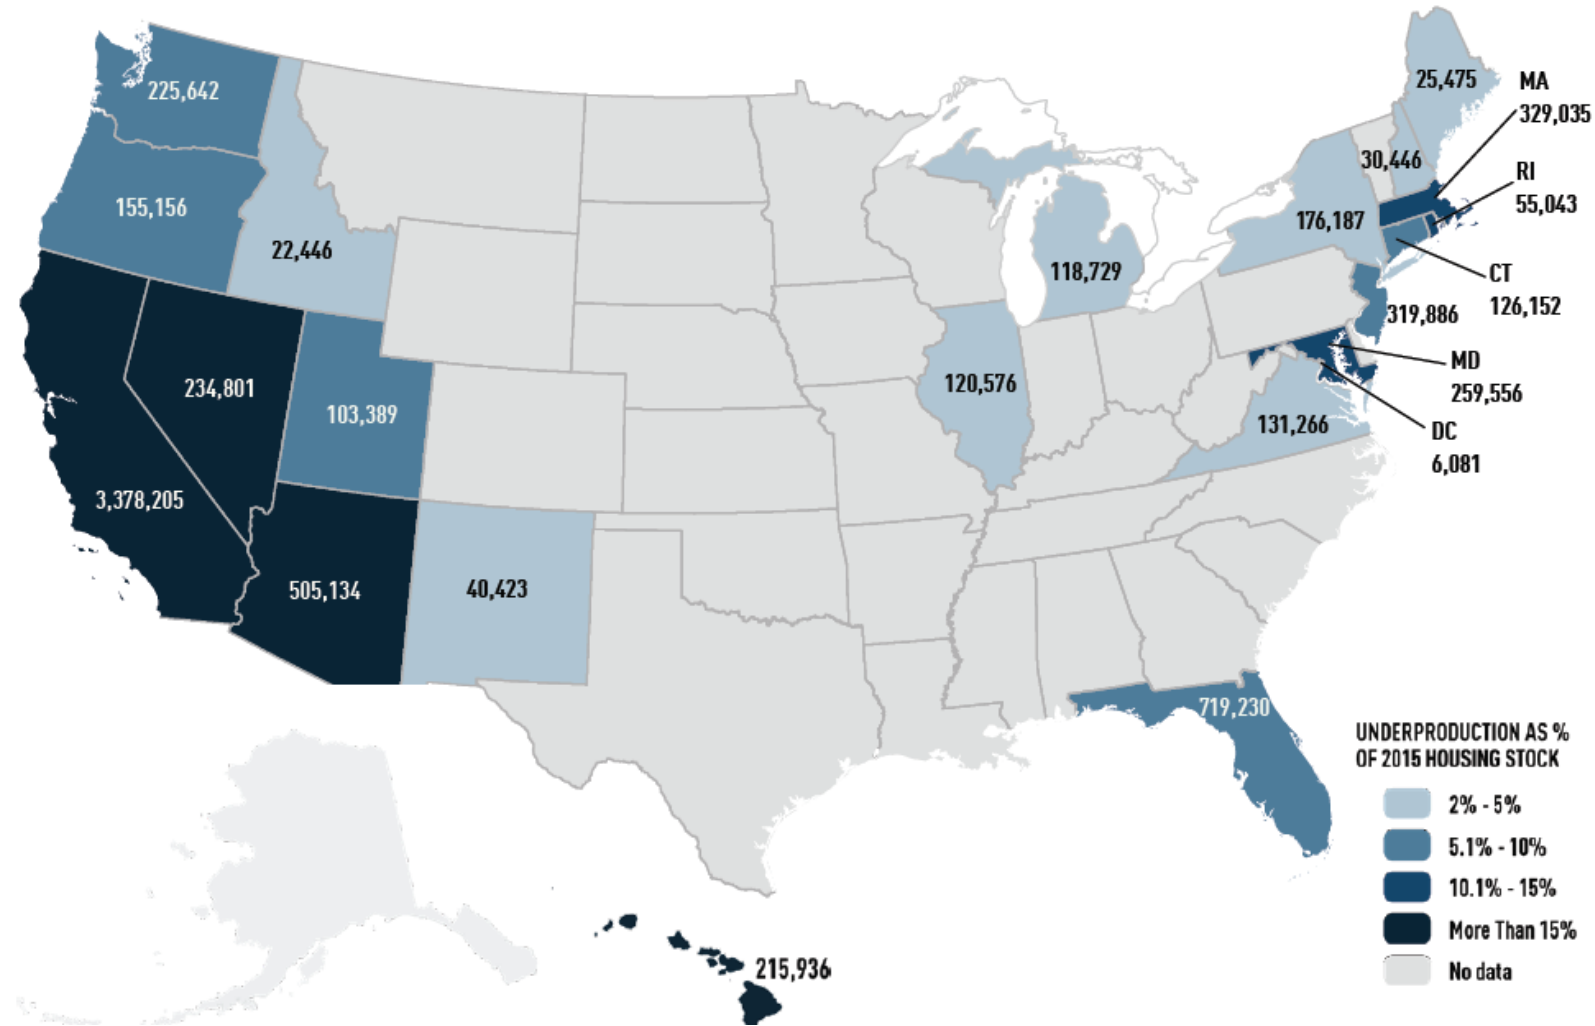 225,642
25,475
MA
329,035
30,446
RI
55,043
155,156
176,187
22,446
118,729
CT
126,152
319,886
MD
259,556
234,801
120,576
103,389
131,266
DC
6,081
3,378,205
505,134
40,423
719,230
UNDERPRODUCTION AS %
OF 2015 HOUSING STOCK
2% - 5%
5.1% - 10%
10.1% - 15%
More Than 15%
No data
215,936